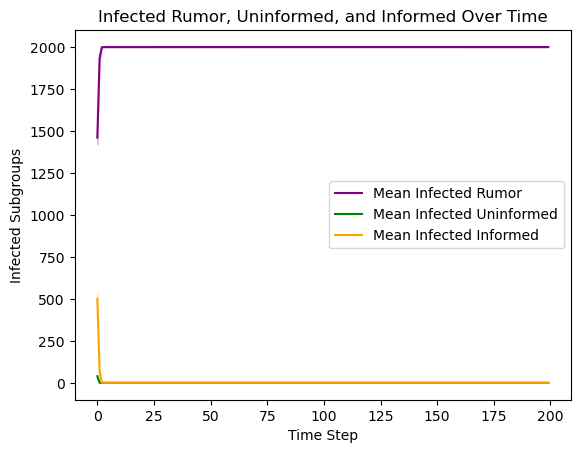 Infected Rumor, Uninformed, and Informed Over Time
2000
1750
1500
1250
1000
750
500
250
0
Infected Subgroups
Mean Infected Rumor
Mean Infected Uninformed
Mean Infected Informed
0 25 50 75 100 125 150 175 200
Time Step